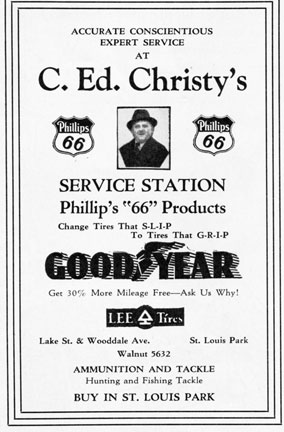 ACCURATE CONSCIENTIOUS
EXPERT SERVICE
AT
C. Ed. Christy's
Phillips 66
Phillips 66
SERVICE STATION
Phillip's "66" Products
Change Tires That S-L-I-P
To Tires That G-R-I-P
GOODYEAR
Get 30% More Mileage Free—Ask Us Why!
LEE Tires
Lake St. & Wooddale Ave. St. Louis Park
Walnut 5632
AMMUNITION AND TACKLE
Hunting and Fishing Tackle
BUY IN ST. LOUIS PARK